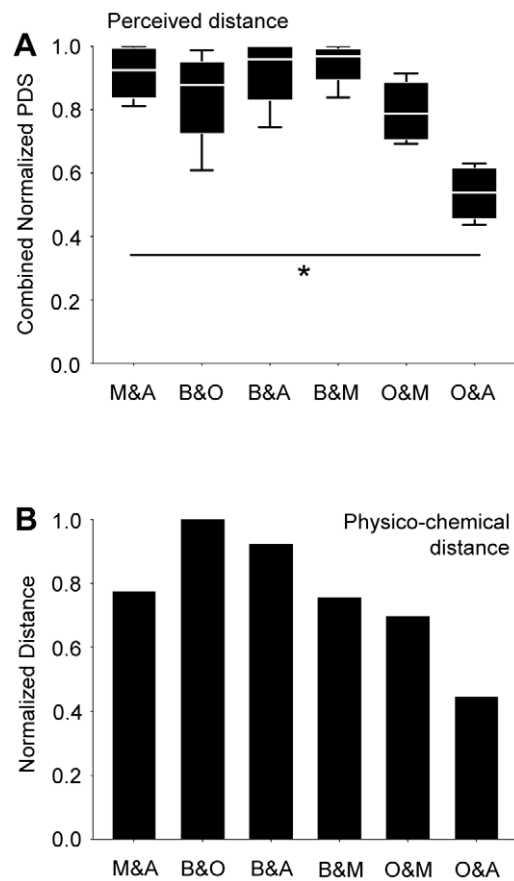 Perceived distance
A
Combined Normalized PDS
1.0
0.8
0.6
0.4
0.2
0.0
*
M&A B&O B&A B&M O&M O&A
B
Physico-chemical
distance
Normalized Distance
1.0
0.8
0.6
0.4
0.2
0.0
M&A B&O B&A B&M O&M O&A